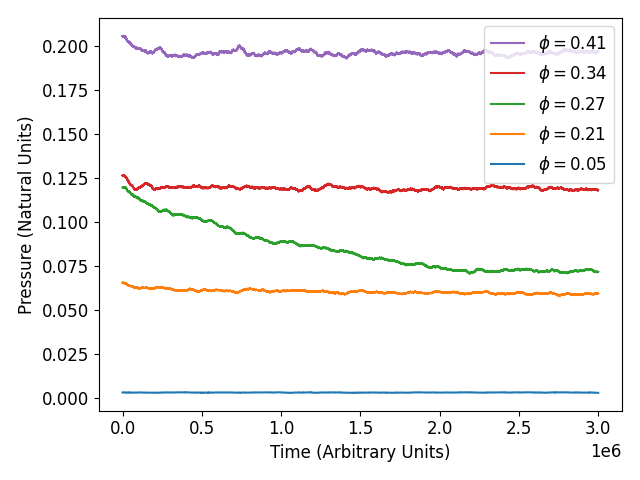 0.200
0.175
0.150
0.125
0.100
0.075
0.050
0.025
0.000
Pressure (Natural Units)
ϕ = 0.41
ϕ = 0.34
ϕ = 0.27
ϕ = 0.21
ϕ = 0.05
0.0 0.5 1.0 1.5 2.0 2.5 3.0
1e6
Time (Arbitrary Units)